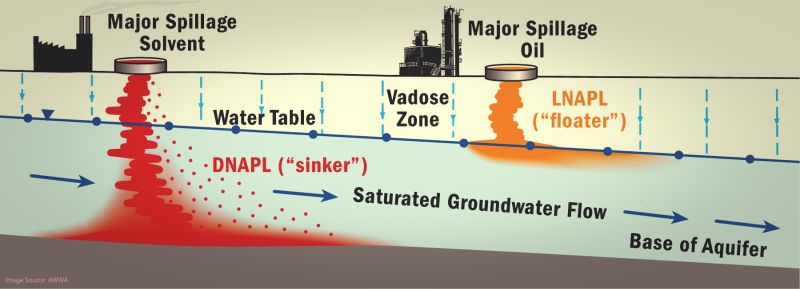 Major Spillage
Solvent
Major Spillage
Oil
Vadose
Zone
LNAPL
(“floater”)
Water Table
DNAPL (“sinker”)
Saturated Groundwater Flow
Base of Aquifer
Image Source: AWWA